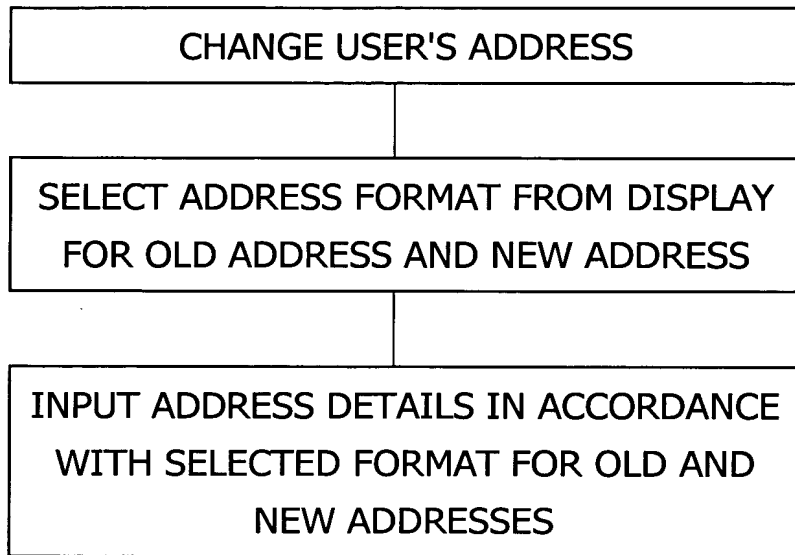 CHANGE USER'S ADDRESS
SELECT ADDRESS FORMAT FROM DISPLAY
FOR OLD ADDRESS AND NEW ADDRESS
INPUT ADDRESS DETAILS IN ACCORDANCE
WITH SELECTED FORMAT FOR OLD AND
NEW ADDRESSES